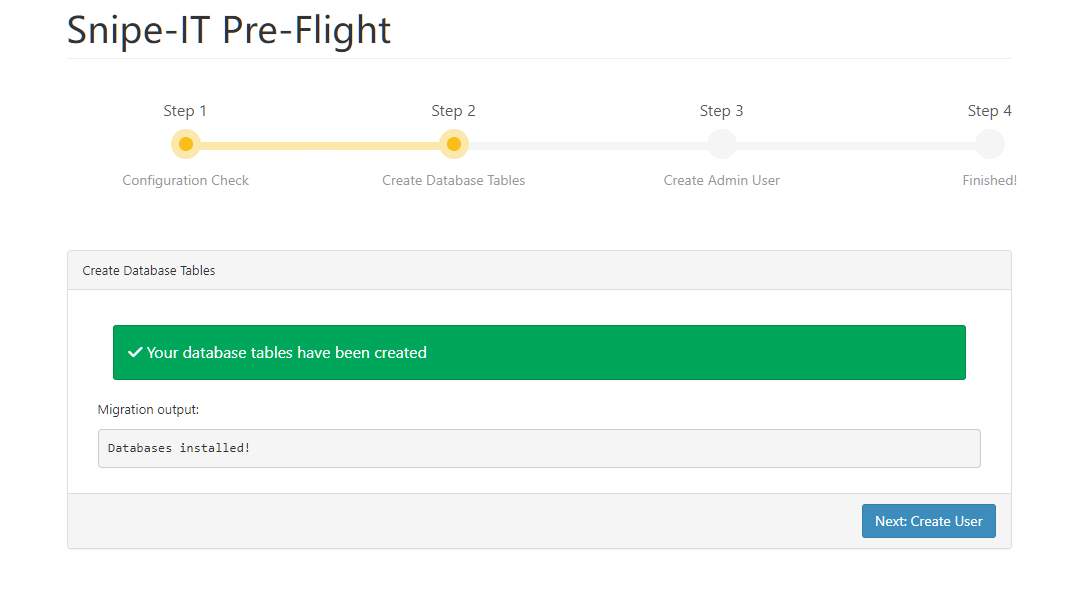 Snipe-IT Pre-Flight
Step 1
Step 2
Step 3
Step 4
Configuration Check
Create Database Tables
Create Admin User
Finished!
Create Database Tables
Your database tables have been created
Migration output:
Databases installed!
Next: Create User